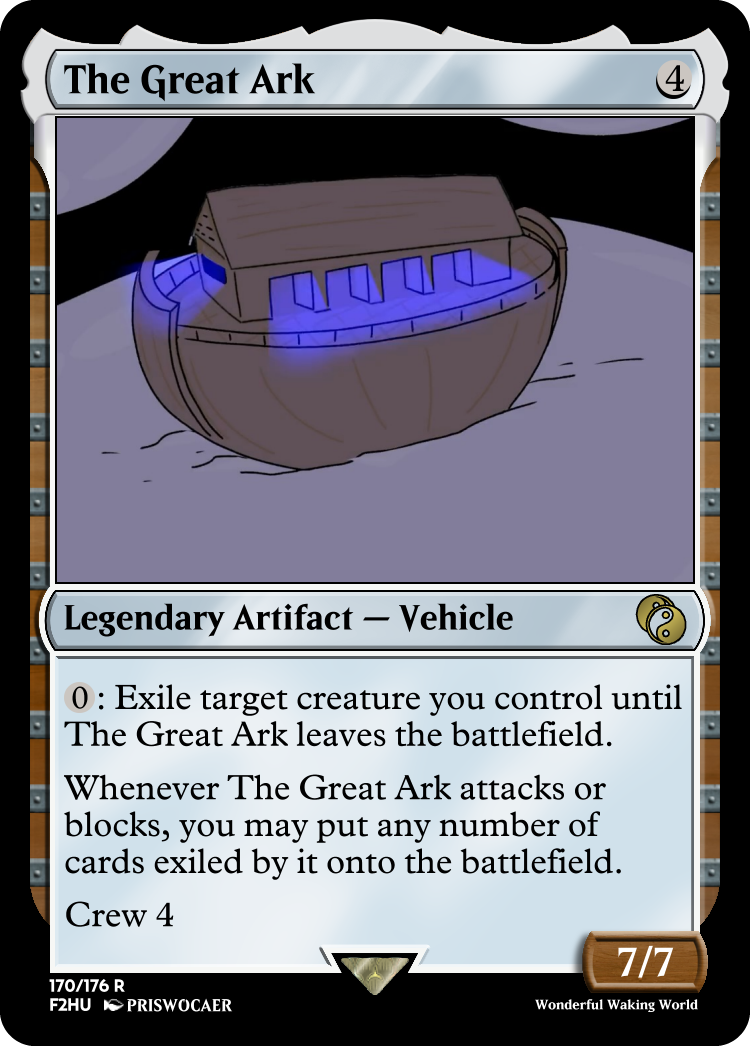 The Great Ark 4
Legendary Artifact — Vehicle
0: Exile target creature you control until
The Great Ark leaves the battlefield.
Whenever The Great Ark attacks or
blocks, you may put any number of
cards exiled by it onto the battlefield.
Crew 4
7/7
170/176 R
F2HU PRISWOCAER
Wonderful Waking World